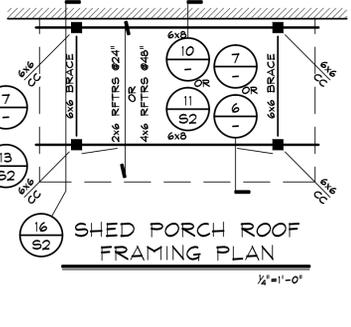 6x8
6x6
CC
6x6
CC
6x6 BRACE
2x6 RFTRS @24"
OR
4x6 RFTRS @48"
10
-
7
-
OR
OR
11
S2
6
-
6x6 BRACE
7
-
13
S2
6x8
6x6
CC
6x6
CC
16
S2
SHED PORCH ROOF
FRAMING PLAN
¼"=1'-0"